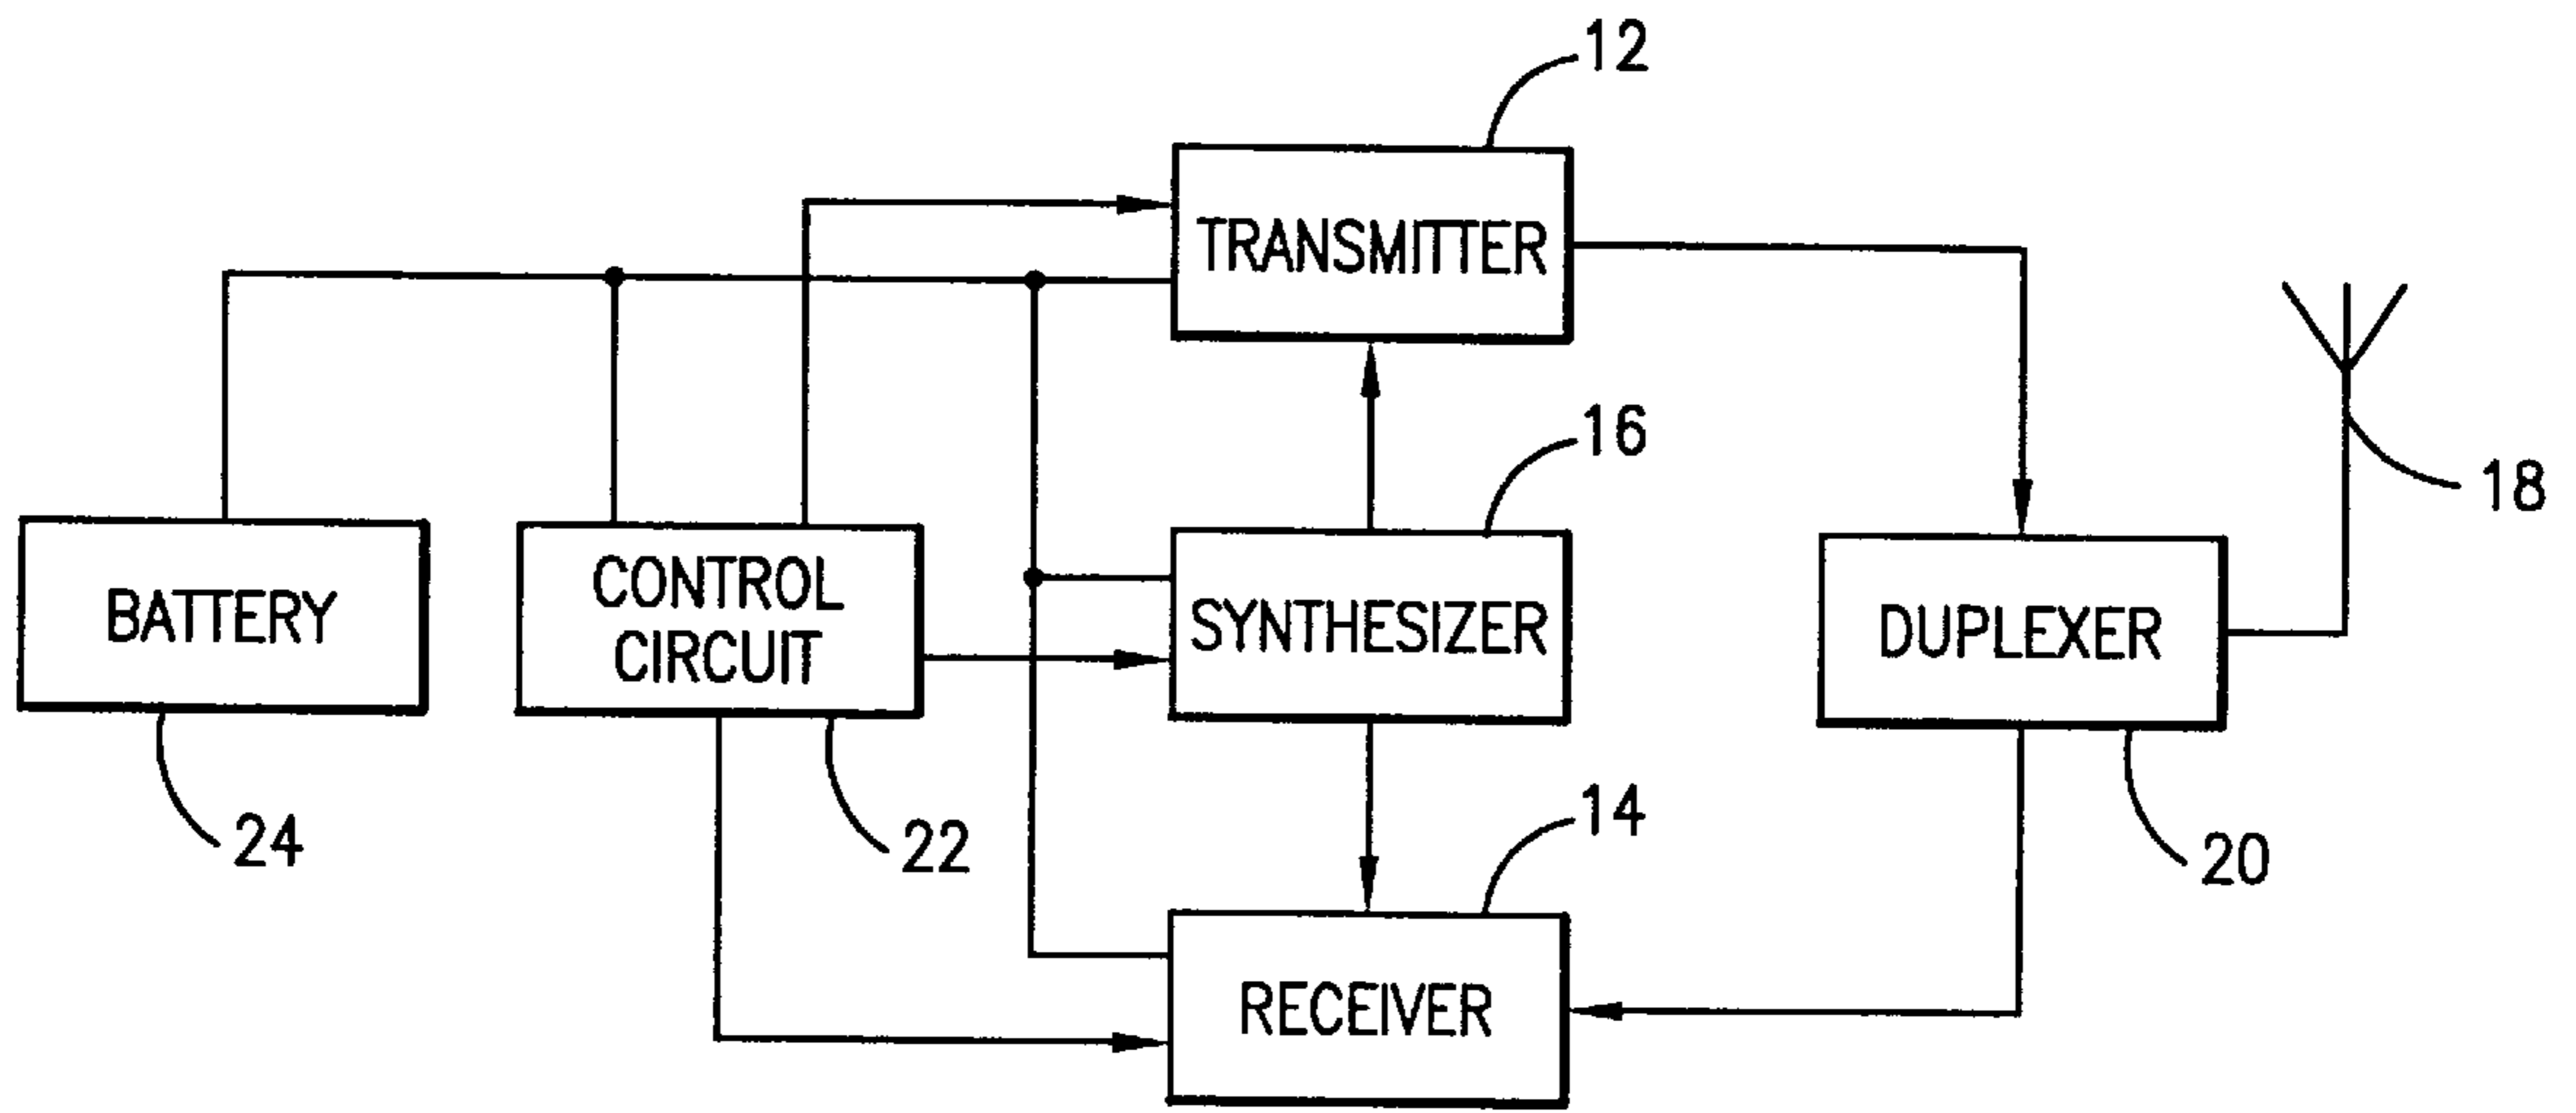 12
TRANSMITTER
16
18
BATTERY
CONTROL
CIRCUIT
SYNTHESIZER
DUPLEXER
24
22
14
20
RECEIVER